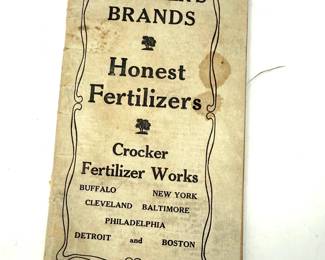 BRANDS
Honest
Fertilizers
Crocker
Fertilizer Works
BUFFALO NEW YORK
CLEVELAND BALTIMORE
PHILADELPHIA
DETROIT and BOSTON